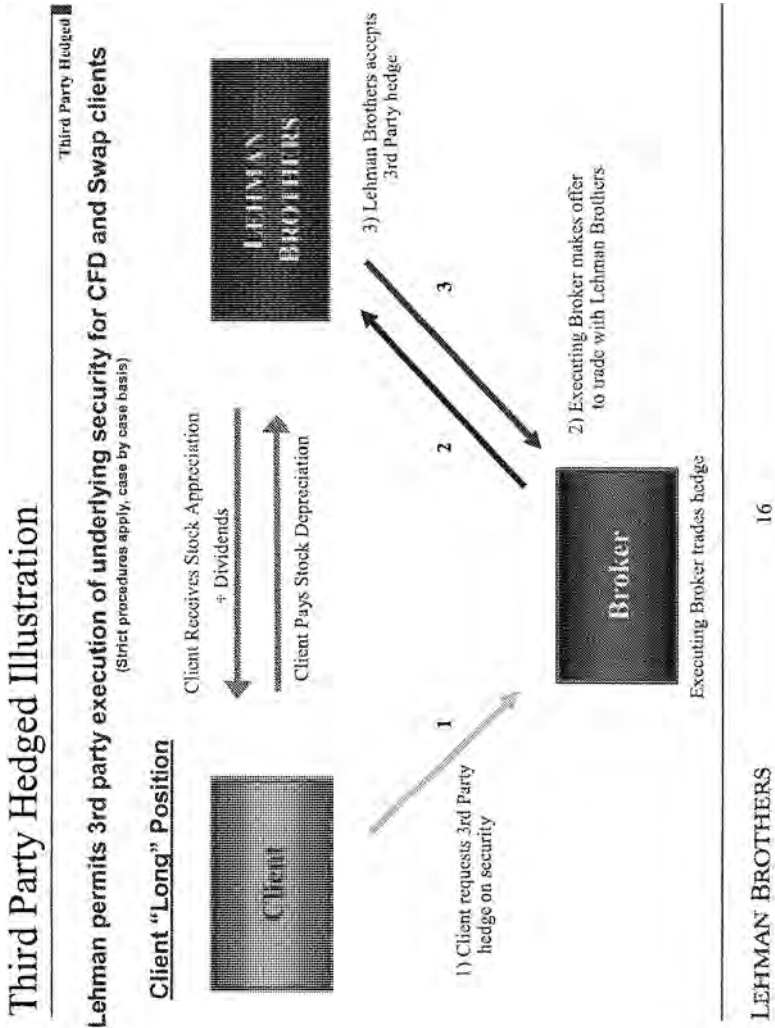 Third Party Hedged Illustration
Third Party Hedged
Lehman permits 3rd party execution of underlying security for CFD and Swap clients
(Strict procedures apply, case by case basis)
Client “Long” Position
Client
Client Receives Stock Appreciation
+ Dividends
Client Pays Stock Depreciation
LEHMAN
BROTHERS
1) Client requests 3rd Party
hedge on security
1
2
3
3) Lehman Brothers accepts
3rd Party hedge
Broker
2) Executing Broker makes offer
to trade with Lehman Brothers
Executing Broker trades hedge
LEHMAN BROTHERS
16